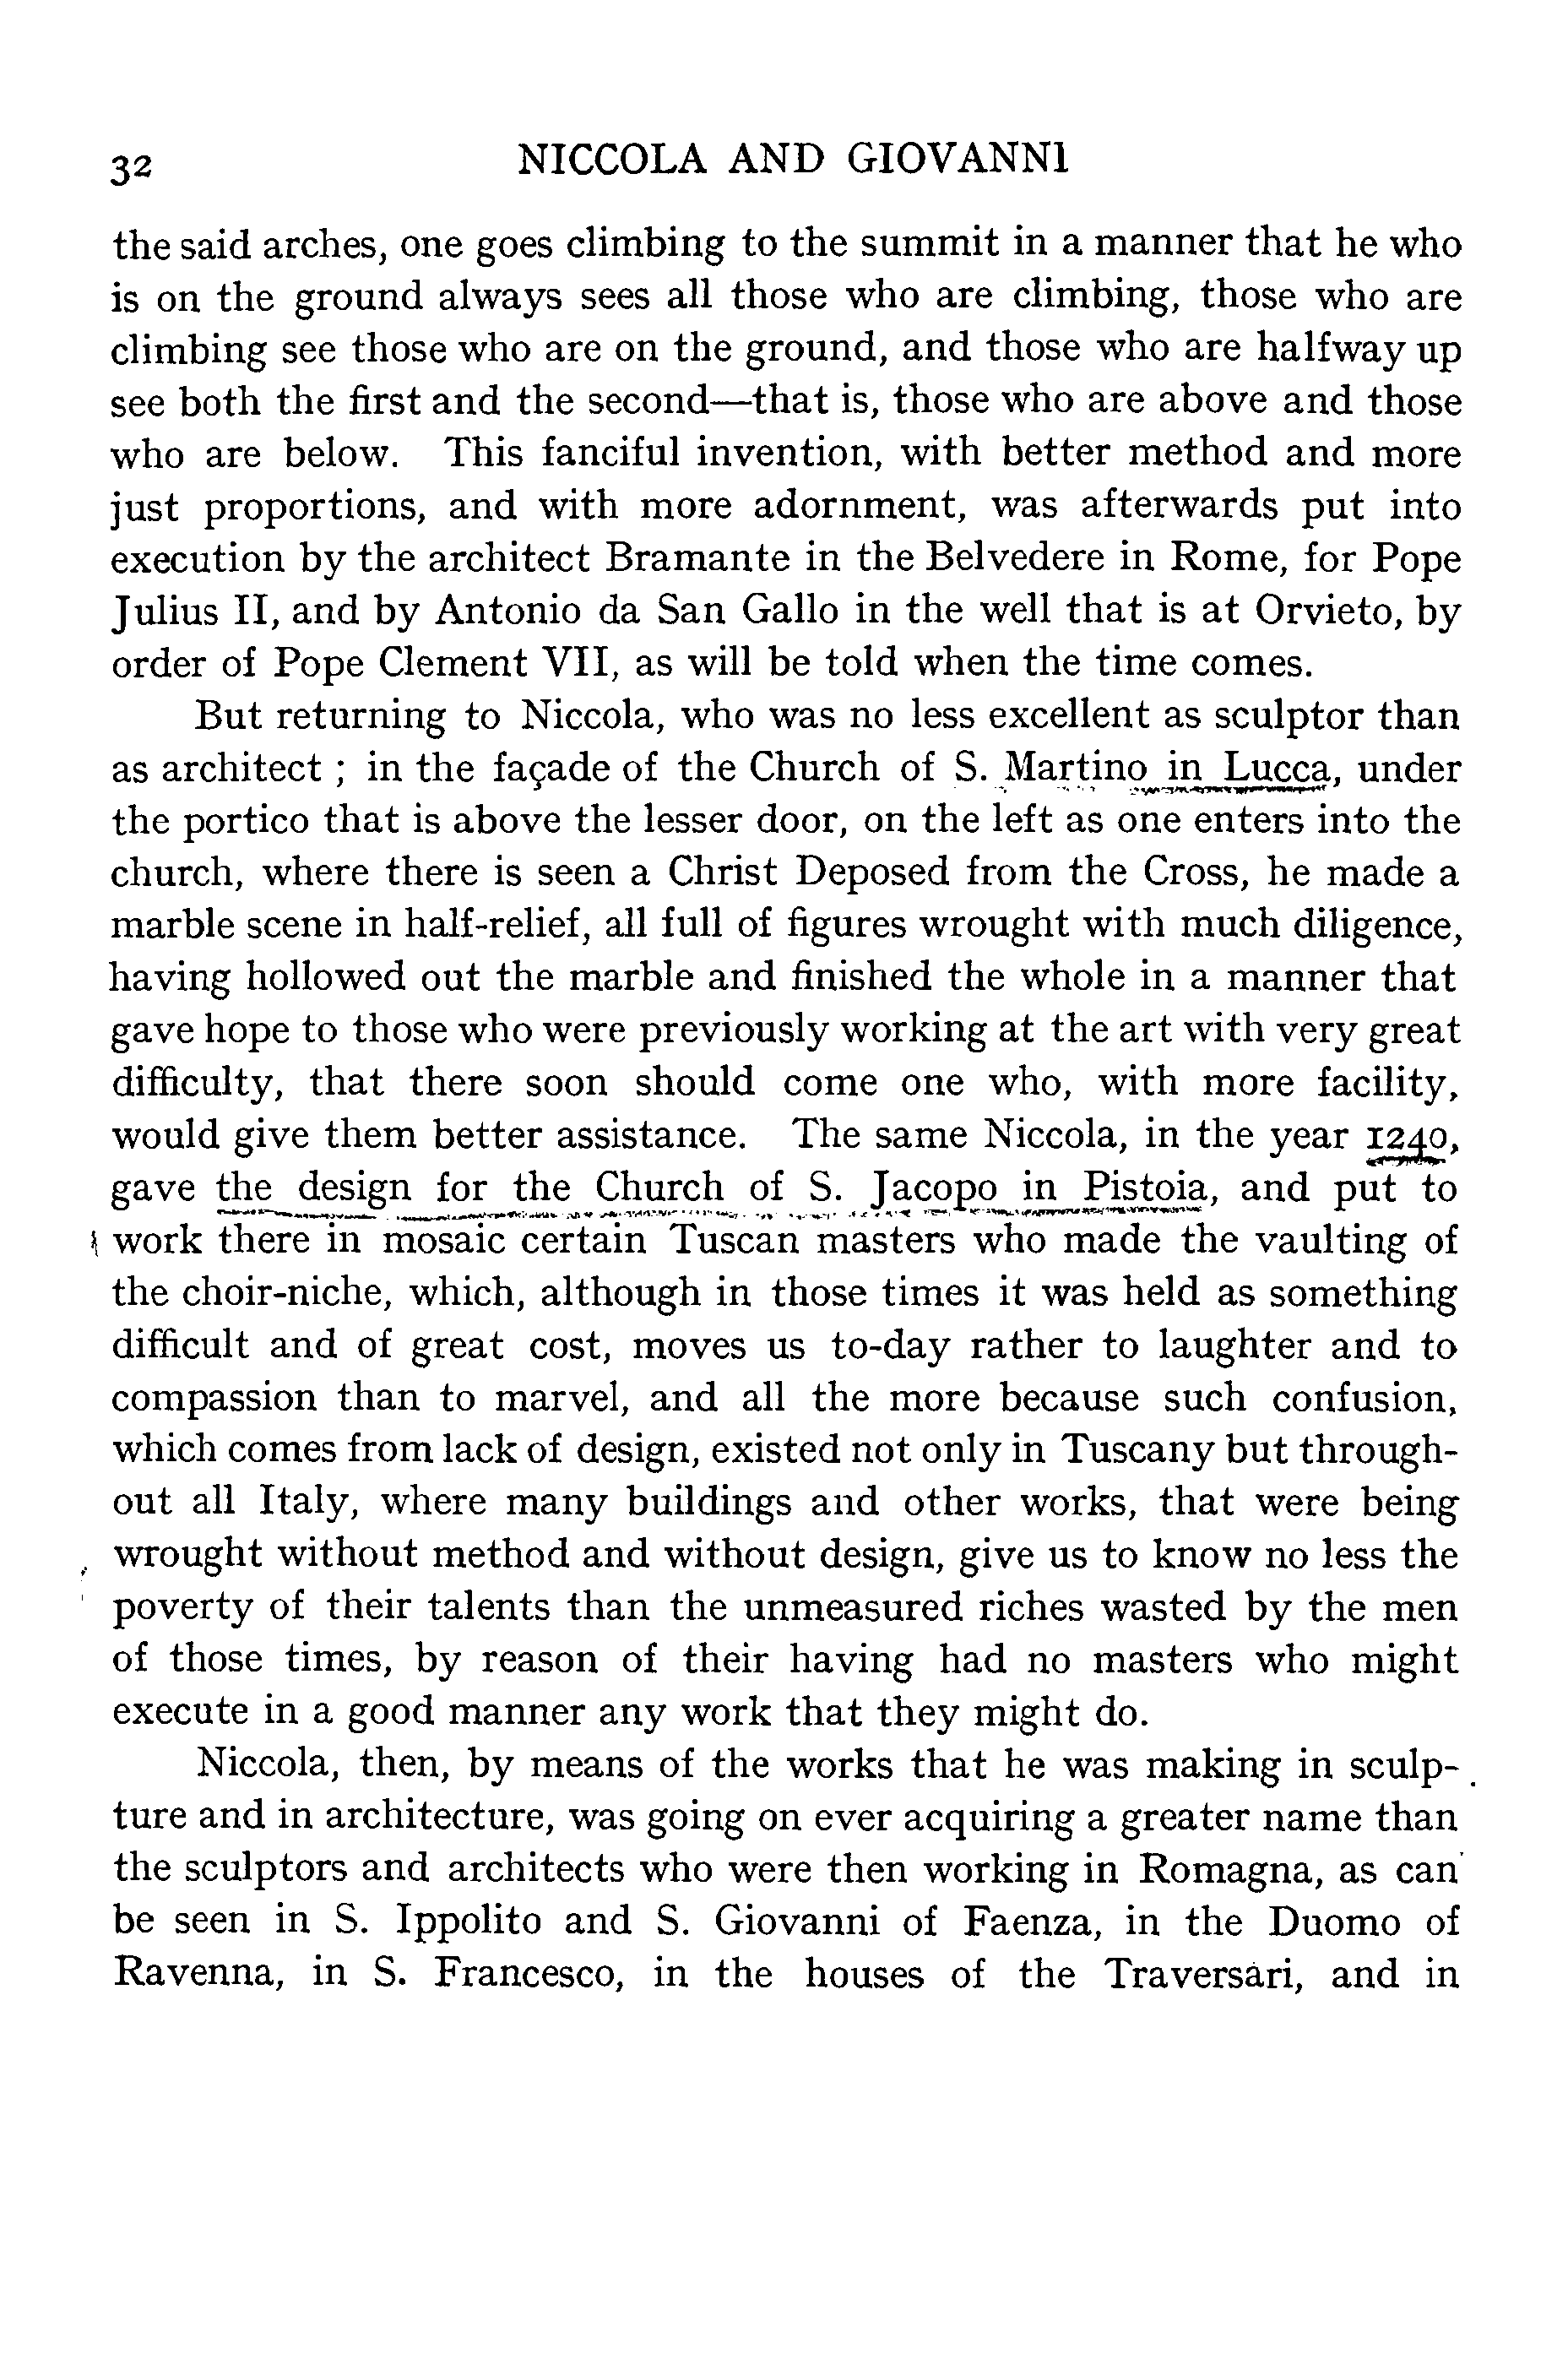 32 NICCOLA AND GIOVANNI
the said arches, one goes climbing to the summit in a manner that he who
is on the ground always sees all those who are climbing, those who are
climbing see those who are on the ground, and those who are halfway up
see both the first and the second—that is, those who are above and those
who are below. This fanciful invention, with better method and more
just proportions, and with more adornment, was afterwards put into
execution by the architect Bramante in the Belvedere in Rome, for Pope
Julius II, and by Antonio da San Gallo in the well that is at Orvieto, by
order of Pope Clement VII, as will be told when the time comes.
But returning to Niccola, who was no less excellent as sculptor than
as architect ; in the façade of the Church of S. Martino in Lucca, under
the portico that is above the lesser door, on the left as one enters into the
church, where there is seen a Christ Deposed from the Cross, he made a
marble scene in half-relief, all full of figures wrought with much diligence,
having hollowed out the marble and finished the whole in a manner that
gave hope to those who were previously working at the art with very great
difficulty, that there soon should come one who, with more facility,
would give them better assistance. The same Niccola, in the year 1240,
gave the design for the Church of S. Jacopo in Pistoia, and put to
work there in mosaic certain Tuscan masters who made the vaulting of
the choir-niche, which, although in those times it was held as something
difficult and of great cost, moves us to-day rather to laughter and to
compassion than to marvel, and all the more because such confusion,
which comes from lack of design, existed not only in Tuscany but through-
out all Italy, where many buildings and other works, that were being
wrought without method and without design, give us to know no less the
poverty of their talents than the unmeasured riches wasted by the men
of those times, by reason of their having had no masters who might
execute in a good manner any work that they might do.
Niccola, then, by means of the works that he was making in sculp-
ture and in architecture, was going on ever acquiring a greater name than
the sculptors and architects who were then working in Romagna, as can
be seen in S. Ippolito and S. Giovanni of Faenza, in the Duomo of
Ravenna, in S. Francesco, in the houses of the Traversari, and in